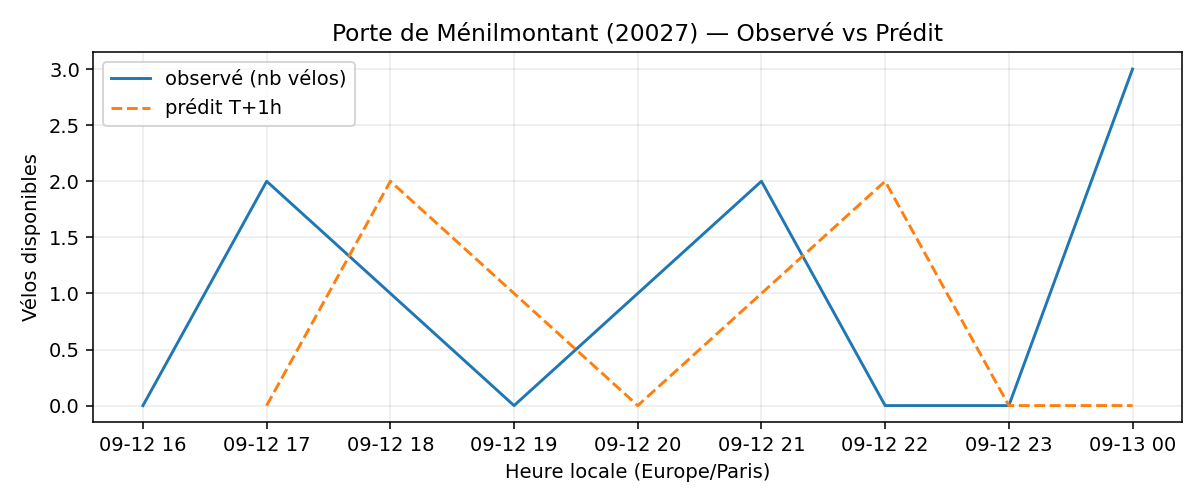 Porte de Ménilmontant (20027) — Observé vs Prédit
observé (nb vélos)
prédit T+1h
Vélos disponibles
3.0
2.5
2.0
1.5
1.0
0.5
0.0
09-12 16 09-12 17 09-12 18 09-12 19 09-12 20 09-12 21 09-12 22 09-12 23 09-13 00
Heure locale (Europe/Paris)